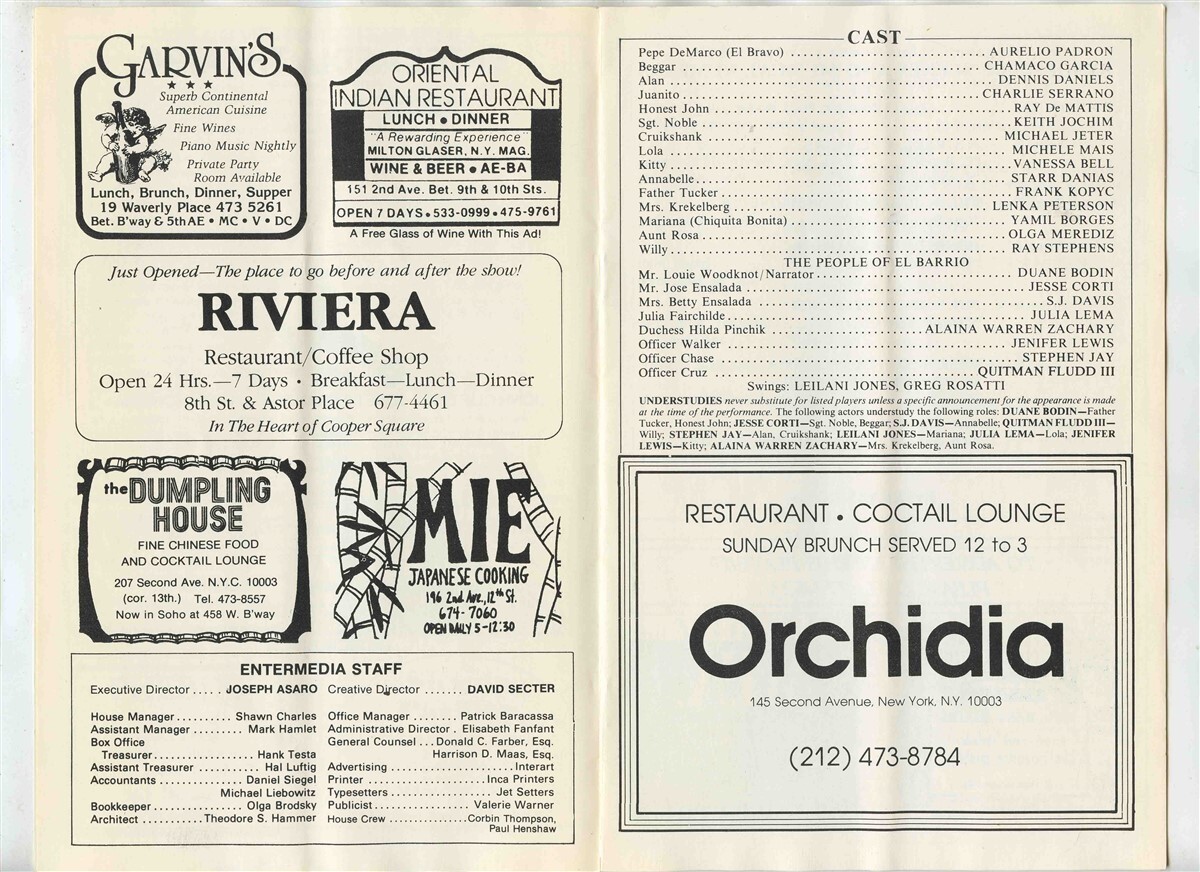 GARVIN'S
★ ★ ★
Superb Continental
American Cuisine
Fine Wines
Piano Music Nightly
Private Party
Room Available
Lunch, Brunch, Dinner, Supper
19 Waverly Place 473 5261
Bet. B'way & 5thAE • MC • V • DC
ORIENTAL
INDIAN RESTAURANT
LUNCH • DINNER
"A Rewarding Experience"
MILTON GLASER, N.Y. MAG.
WINE & BEER • AE-BA
151 2nd Ave. Bet. 9th & 10th Sts.
OPEN 7 DAYS • 533-0999 • 475-9761
A Free Glass of Wine With This Ad!
Just Opened—The place to go before and after the show!
RIVIERA
Restaurant/Coffee Shop
Open 24 Hrs.—7 Days • Breakfast—Lunch—Dinner
8th St. & Astor Place 677-4461
In The Heart of Cooper Square
the DUMPLING
HOUSE
FINE CHINESE FOOD
AND COCKTAIL LOUNGE
207 Second Ave. N.Y.C. 10003
(cor. 13th.) Tel. 473-8557
Now in Soho at 458 W. B'way
MIE
JAPANESE COOKING
196 2nd Ave., 12th St.
674-7060
OPEN DAILY 5-12:30
ENTERMEDIA STAFF
Executive Director ..... JOSEPH ASARO
Creative Director ....... DAVID SECTER
House Manager.......... Shawn Charles
Assistant Manager ......... Mark Hamlet
Box Office
Treasurer.................. Hank Testa
Assistant Treasurer .......... Hal Luftig
Accountants .............. Daniel Siegel
Michael Liebowitz
Bookkeeper............... Olga Brodsky
Architect ..........Theodore S. Hammer
Office Manager ........ Patrick Baracassa
Administrative Director . Elisabeth Fanfant
General Counsel ...Donald C. Farber, Esq.
Harrison D. Maas, Esq.
Advertising ..................... Interart
Printer .................... Inca Printers
Typesetters .................. Jet Setters
Publicist................. Valerie Warner
House Crew ..............Corbin Thompson,
Paul Henshaw
CAST
Pepe DeMarco (El Bravo) ........ AURELIO PADRON
Beggar ........ CHAMACO GARCIA
Alan ........ DENNIS DANIELS
Juanito ........ CHARLIE SERRANO
Honest John ........ RAY De MATTIS
Sgt. Noble ........ KEITH JOCHIM
Cruikshank ........ MICHAEL JETER
Lola ........ MICHELE MAIS
Kitty ........ VANESSA BELL
Annabelle ........ STARR DANIAS
Father Tucker ........ FRANK KOPYC
Mrs. Krekelberg ........ LENKA PETERSON
Mariana (Chiquita Bonita) ........ YAMIL BORGES
Aunt Rosa ........ OLGA MEREDIZ
Willy ........ RAY STEPHENS
THE PEOPLE OF EL BARRIO
Mr. Louie Woodknot/Narrator ........ DUANE BODIN
Mr. Jose Ensalada ........ JESSE CORTI
Mrs. Betty Ensalada ........ S.J. DAVIS
Julia Fairchilde ........ JULIA LEMA
Duchess Hilda Pinchik ........ ALAINA WARREN ZACHARY
Officer Walker ........ JENIFER LEWIS
Officer Chase ........ STEPHEN JAY
Officer Cruz ........ QUITMAN FLUDD III
Swings: LEILANI JONES, GREG ROSATTI
UNDERSTUDIES never substitute for listed players unless a specific announcement for the appearance is made
at the time of the performance. The following actors understudy the following roles: DUANE BODIN—Father
Tucker, Honest John; JESSE CORTI—Sgt. Noble, Beggar; S.J. DAVIS—Annabelle; QUITMAN FLUDD III—
Willy; STEPHEN JAY—Alan, Cruikshank; LEILANI JONES—Mariana; JULIA LEMA—Lola; JENIFER
LEWIS—Kitty; ALAINA WARREN ZACHARY—Mrs. Krekelberg, Aunt Rosa.
RESTAURANT • COCTAIL LOUNGE
SUNDAY BRUNCH SERVED 12 to 3
Orchidia
145 Second Avenue, New York, N.Y. 10003
(212) 473-8784